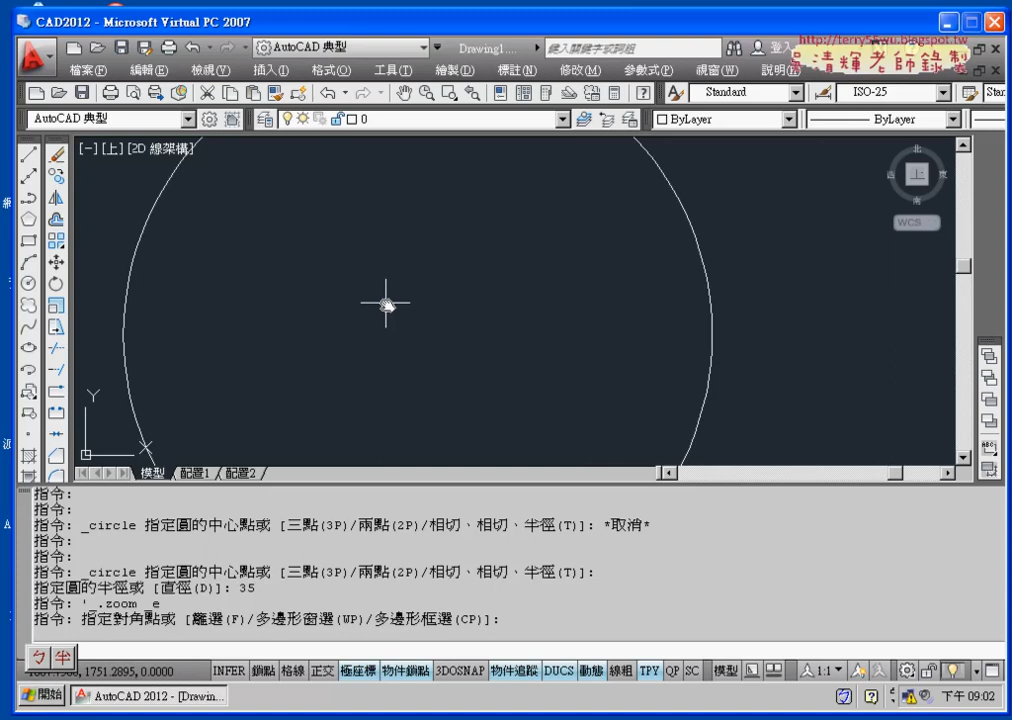 CAD2012 - Microsoft Virtual PC 2007
http://terry55wu.blogspot.tw
AutoCAD 典型
Drawing1....
鍵入關鍵字或詞組
登入
吳清輝老師錄製
檔案(F) 編輯(E) 檢視(V) 插入(I) 格式(O) 工具(T) 繪製(D) 標註(N) 修改(M) 參數式(P) 視窗(W) 說明
Standard ISO-25 Stan
AutoCAD 典型 0 ByLayer ByLayer
[−][上][2D 線架構]
北
西 上 東
南
WCS
Y
模型 配置1 配置2
指令:
指令:
指令: _circle 指定圓的中心點或 [三點(3P)/兩點(2P)/相切、相切、半徑(T)]: *取消*
指令:
指令:
指令: _circle 指定圓的中心點或 [三點(3P)/兩點(2P)/相切、相切、半徑(T)]:
指定圓的半徑或 [直徑(D)]: 35
指令: '_.zoom _e
指令: 指定對角點或 [籬選(F)/多邊形窗選(WP)/多邊形框選(CP)]:
ㄅ 半
1751.2895, 0.0000 INFER 鎖點 格線 正交 極座標 物件鎖點 3DOSNAP 物件追蹤 DUCS 動態 線粗 TPY QP SC 模型 1:1
開始 AutoCAD 2012 - [Drawin... 下午 09:02